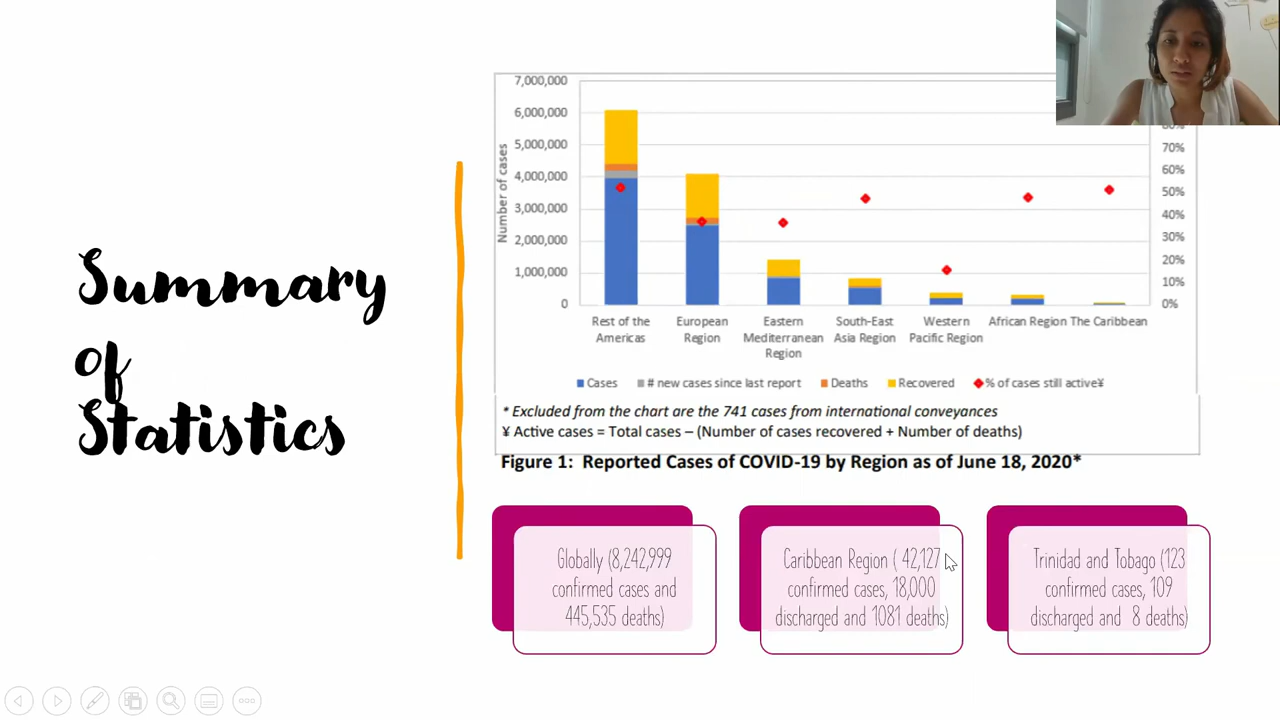 Summary
of
Statistics
7,000,000
6,000,000
5,000,000
4,000,000
3,000,000
2,000,000
1,000,000
0
Number of cases
80%
70%
60%
50%
40%
30%
20%
10%
0%
Rest of the
Americas
European
Region
Eastern
Mediterranean
Region
South-East
Asia Region
Western
Pacific Region
African Region
The Caribbean
Cases
# new cases since last report
Deaths
Recovered
% of cases still active¥
* Excluded from the chart are the 741 cases from international conveyances
¥ Active cases = Total cases – (Number of cases recovered + Number of deaths)
Figure 1: Reported Cases of COVID-19 by Region as of June 18, 2020*
Globally (8,242,999
confirmed cases and
445,535 deaths)
Caribbean Region ( 42,127
confirmed cases, 18,000
discharged and 1081 deaths)
Trinidad and Tobago (123
confirmed cases, 109
discharged and 8 deaths)